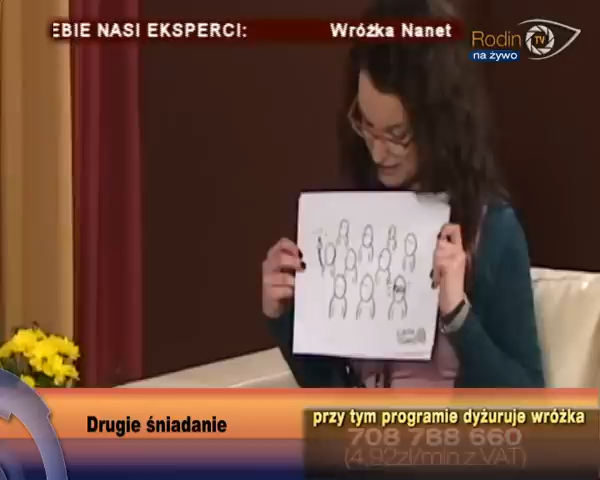 EBIE NASI EKSPERCI: Wróżka Nanet
Rodin TV
na żywo
Drugie śniadanie
przy tym programie dyżuruje wróżka
708 788 660
(4,92zł/min z VAT)